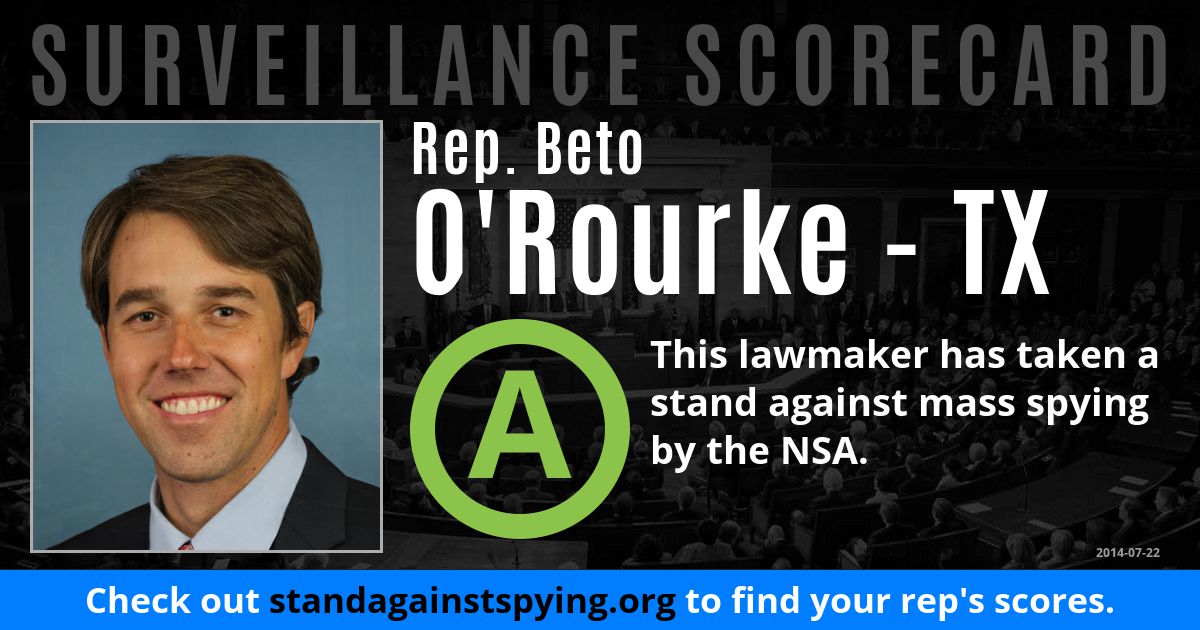 SURVEILLANCE SCORECARD
Rep. Beto
O'Rourke - TX
A
This lawmaker has taken a
stand against mass spying
by the NSA.
2014-07-22
Check out standagainstspying.org to find your rep's scores.